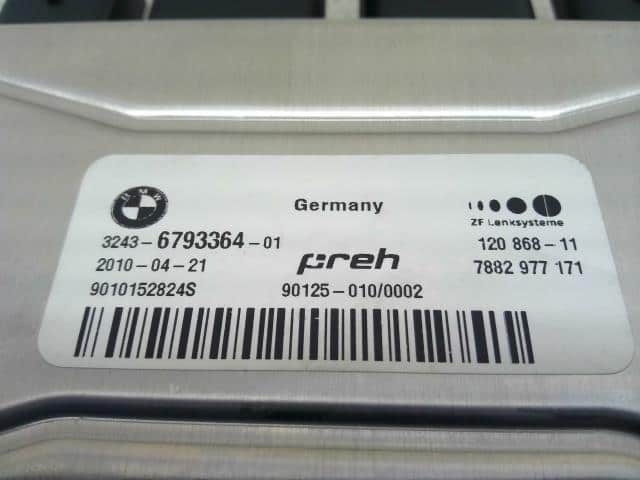 BMW
Germany
ZF Lenksysteme
3243-6793364-01
120 868-11
2010-04-21
preh
7882 977 171
9010152824S
90125-010/0002